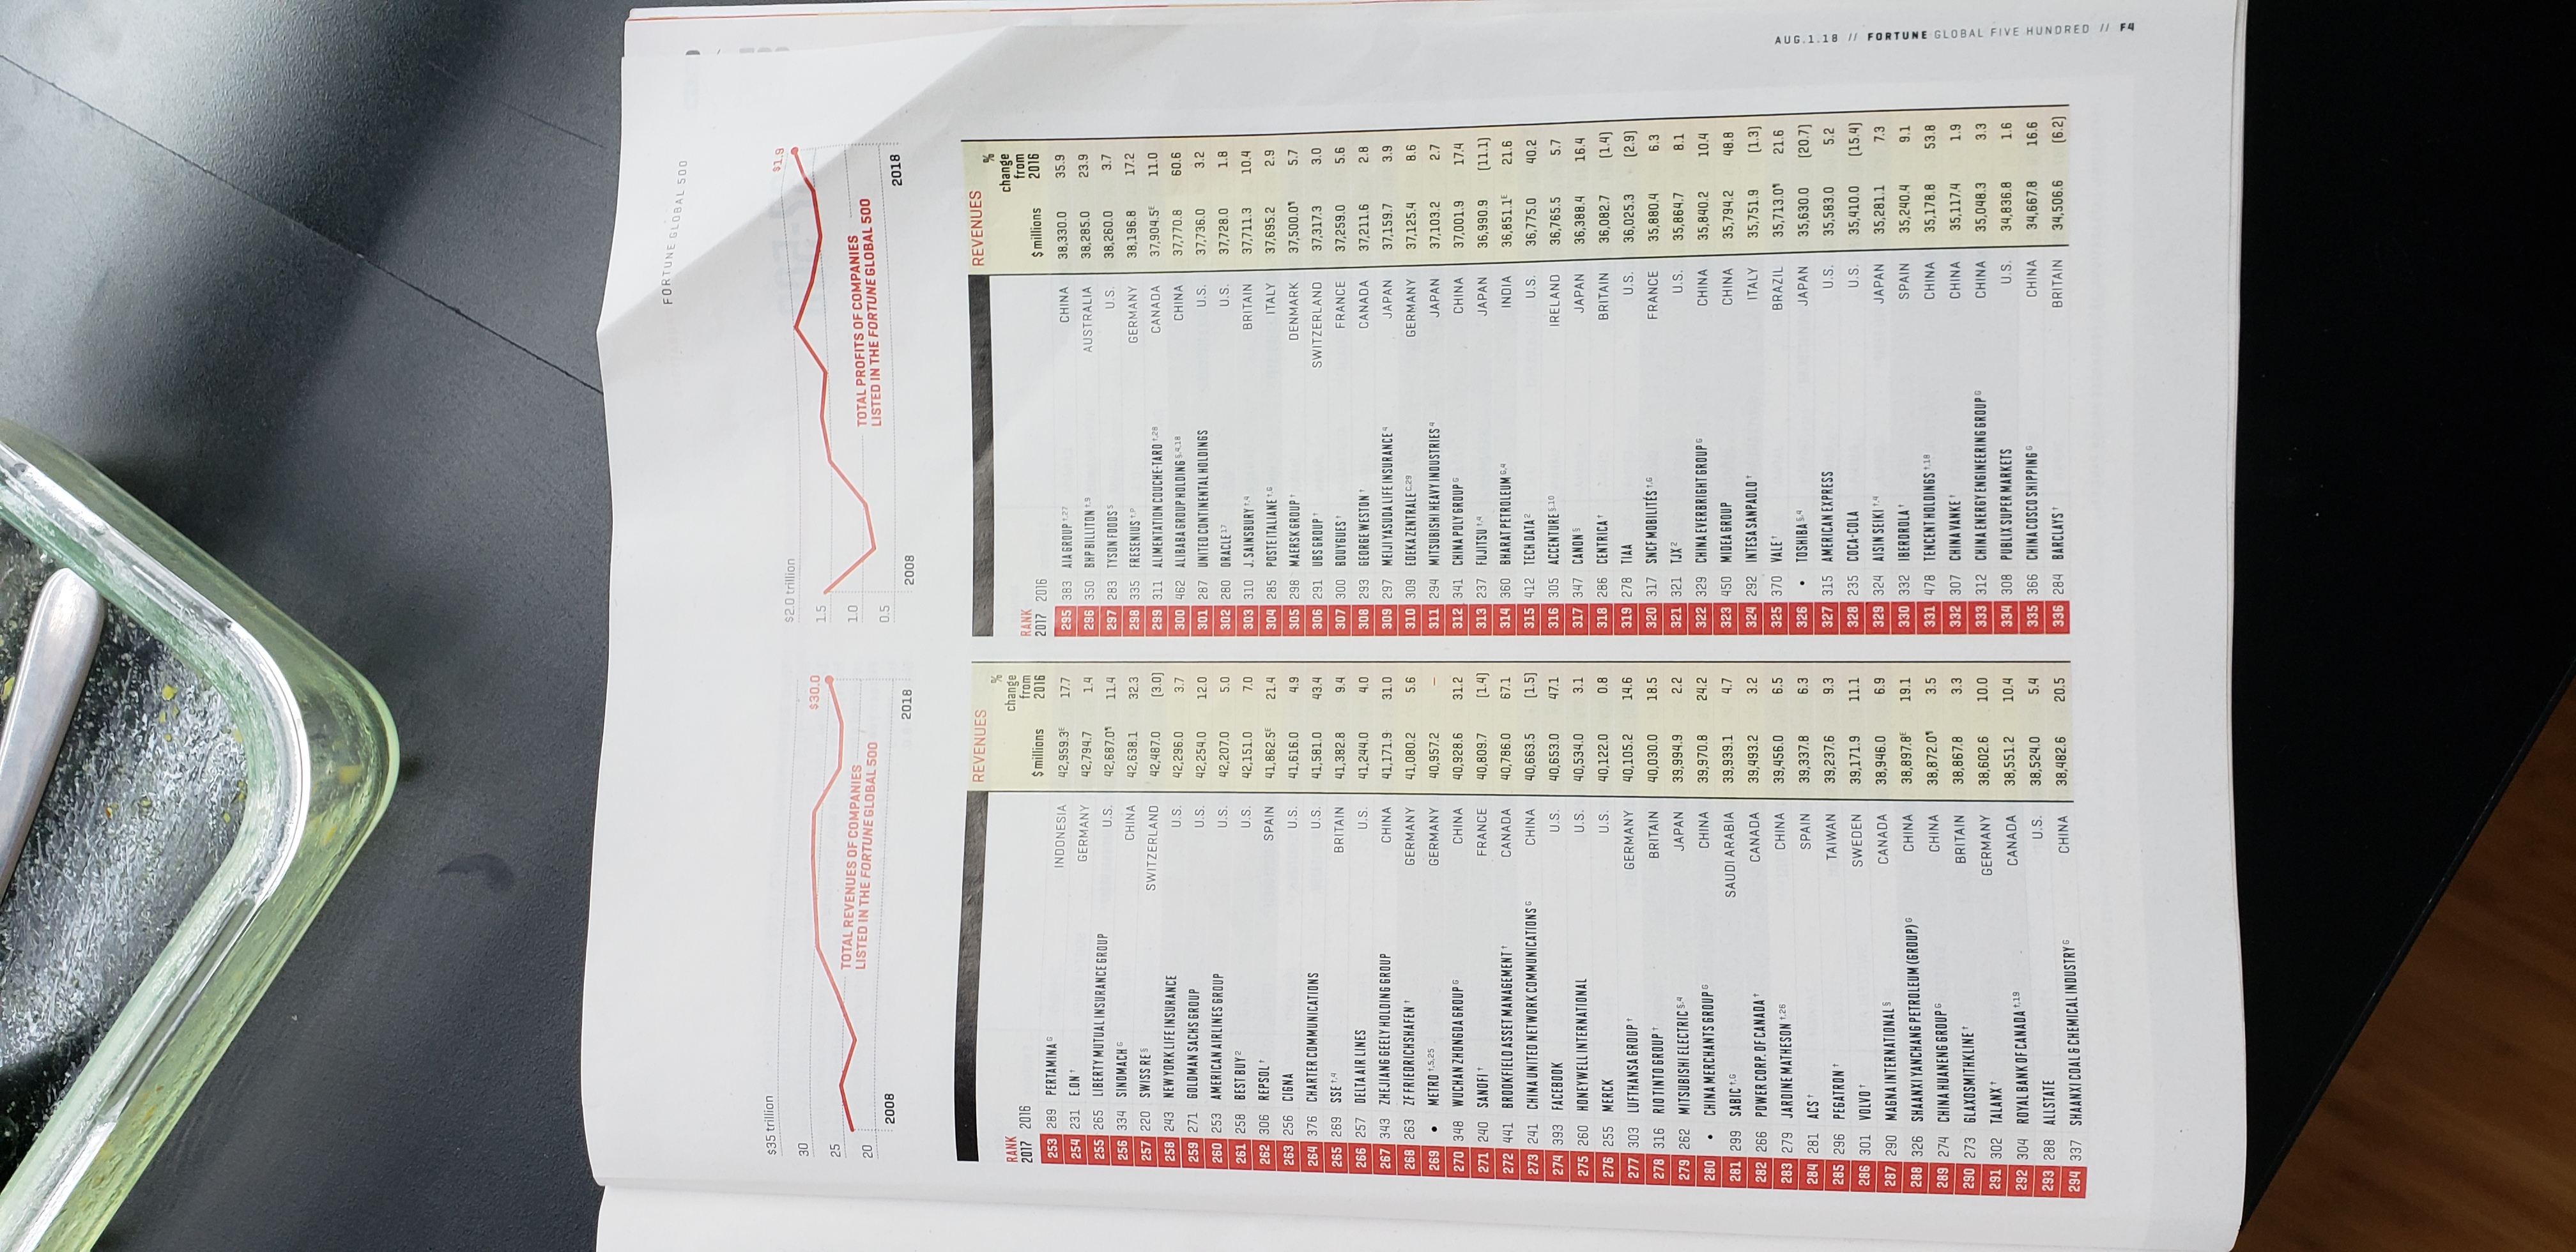 FORTUNE GLOBAL 500
$35 trillion
30
25
20
$30.0
TOTAL REVENUES OF COMPANIES
LISTED IN THE FORTUNE GLOBAL 500
2008
2018
$2.0 trillion
1.5
1.0
0.5
$1.9
TOTAL PROFITS OF COMPANIES
LISTED IN THE FORTUNE GLOBAL 500
2008
2018
REVENUES
RANK
2017 2016
$ millions
%
change
from
2016
253 289 PERTAMINA G INDONESIA 42,959.3E 17.7
254 231 E.ON † GERMANY 42,794.7 1.4
255 265 LIBERTY MUTUAL INSURANCE GROUP U.S. 42,687.0¶ 11.4
256 334 SINOMACH G CHINA 42,638.1 32.3
257 220 SWISS RE § SWITZERLAND 42,487.0 (3.0)
258 243 NEW YORK LIFE INSURANCE U.S. 42,296.0 3.7
259 271 GOLDMAN SACHS GROUP U.S. 42,254.0 12.0
260 253 AMERICAN AIRLINES GROUP U.S. 42,207.0 5.0
261 258 BEST BUY 2 U.S. 42,151.0 7.0
262 306 REPSOL † SPAIN 41,862.5E 21.4
263 256 CIGNA U.S. 41,616.0 4.9
264 376 CHARTER COMMUNICATIONS U.S. 41,581.0 43.4
265 269 SSE †,4 BRITAIN 41,382.8 9.4
266 257 DELTA AIR LINES U.S. 41,244.0 4.0
267 343 ZHEJIANG GEELY HOLDING GROUP CHINA 41,171.9 31.0
268 263 ZF FRIEDRICHSHAFEN † GERMANY 41,080.2 5.6
269 • METRO †,5,25 GERMANY 40,957.2 –
270 348 WUCHAN ZHONGDA GROUP G CHINA 40,928.6 31.2
271 240 SANOFI † FRANCE 40,809.7 (1.4)
272 441 BROOKFIELD ASSET MANAGEMENT † CANADA 40,786.0 67.1
273 241 CHINA UNITED NETWORK COMMUNICATIONS G CHINA 40,663.5 (1.5)
274 393 FACEBOOK U.S. 40,653.0 47.1
275 260 HONEYWELL INTERNATIONAL U.S. 40,534.0 3.1
276 255 MERCK U.S. 40,122.0 0.8
277 303 LUFTHANSA GROUP † GERMANY 40,105.2 14.6
278 316 RIO TINTO GROUP † BRITAIN 40,030.0 18.5
279 262 MITSUBISHI ELECTRIC §,4 JAPAN 39,994.9 2.2
280 • CHINA MERCHANTS GROUP G CHINA 39,970.8 24.2
281 299 SABIC †,G SAUDI ARABIA 39,939.1 4.7
282 266 POWER CORP. OF CANADA † CANADA 39,493.2 3.2
283 279 JARDINE MATHESON †,26 CHINA 39,456.0 6.5
284 281 ACS † SPAIN 39,337.8 6.3
285 296 PEGATRON † TAIWAN 39,237.6 9.3
286 301 VOLVO † SWEDEN 39,171.9 11.1
287 290 MAGNA INTERNATIONAL § CANADA 38,946.0 6.9
288 326 SHAANXI YANCHANG PETROLEUM (GROUP) G CHINA 38,897.8E 19.1
289 274 CHINA HUANENG GROUP G CHINA 38,872.0¶ 3.5
290 273 GLAXOSMITHKLINE † BRITAIN 38,867.8 3.3
291 302 TALANX † GERMANY 38,602.6 10.0
292 304 ROYAL BANK OF CANADA †,19 CANADA 38,551.2 10.4
293 288 ALLSTATE U.S. 38,524.0 5.4
294 337 SHAANXI COAL & CHEMICAL INDUSTRY G CHINA 38,482.6 20.5
REVENUES
RANK
2017 2016
$ millions
%
change
from
2016
295 383 AIA GROUP †,27 CHINA 38,330.0 35.9
296 350 BHP BILLITON †,9 AUSTRALIA 38,285.0 23.9
297 283 TYSON FOODS 5 U.S. 38,260.0 3.7
298 335 FRESENIUS †,P GERMANY 38,196.8 17.2
299 311 ALIMENTATION COUCHE-TARD †,28 CANADA 37,904.5E 11.0
300 462 ALIBABA GROUP HOLDING §,4,18 CHINA 37,770.8 60.6
301 287 UNITED CONTINENTAL HOLDINGS U.S. 37,736.0 3.2
302 280 ORACLE 17 U.S. 37,728.0 1.8
303 310 J. SAINSBURY †,4 BRITAIN 37,711.3 10.4
304 285 POSTE ITALIANE †,G ITALY 37,695.2 2.9
305 298 MAERSK GROUP † DENMARK 37,500.0¶ 5.7
306 291 UBS GROUP † SWITZERLAND 37,317.3 3.0
307 300 BOUYGUES † FRANCE 37,259.0 5.6
308 293 GEORGE WESTON † CANADA 37,211.6 2.8
309 297 MEIJI YASUDA LIFE INSURANCE 4 JAPAN 37,159.7 3.9
310 309 EDEKA ZENTRALE C,29 GERMANY 37,125.4 8.6
311 294 MITSUBISHI HEAVY INDUSTRIES 4 JAPAN 37,103.2 2.7
312 341 CHINA POLY GROUP G CHINA 37,001.9 17.4
313 237 FUJITSU †,4 JAPAN 36,990.9 (11.1)
314 360 BHARAT PETROLEUM G,4 INDIA 36,851.1E 21.6
315 412 TECH DATA 2 U.S. 36,775.0 40.2
316 305 ACCENTURE §,10 IRELAND 36,765.5 5.7
317 347 CANON § JAPAN 36,388.4 16.4
318 286 CENTRICA † BRITAIN 36,082.7 (1.4)
319 278 TIAA U.S. 36,025.3 (2.9)
320 317 SNCF MOBILITÉS †,G FRANCE 35,880.4 6.3
321 321 TJX 2 U.S. 35,864.7 8.1
322 329 CHINA EVERBRIGHT GROUP G CHINA 35,840.2 10.4
323 450 MIDEA GROUP CHINA 35,794.2 48.8
324 292 INTESA SANPAOLO † ITALY 35,751.9 (1.3)
325 370 VALE † BRAZIL 35,713.0¶ 21.6
326 • TOSHIBA §,4 JAPAN 35,630.0 (20.7)
327 315 AMERICAN EXPRESS U.S. 35,583.0 5.2
328 235 COCA-COLA U.S. 35,410.0 (15.4)
329 324 AISIN SEIKI †,4 JAPAN 35,281.1 7.3
330 332 IBERDROLA † SPAIN 35,240.4 9.1
331 478 TENCENT HOLDINGS †,18 CHINA 35,178.8 53.8
332 307 CHINA VANKE † CHINA 35,117.4 1.9
333 312 CHINA ENERGY ENGINEERING GROUP G CHINA 35,048.3 3.3
334 308 PUBLIX SUPER MARKETS U.S. 34,836.8 1.6
335 366 CHINA COSCO SHIPPING G CHINA 34,667.8 16.6
336 284 BARCLAYS † BRITAIN 34,506.6 (6.2)
AUG.1.18 // FORTUNE GLOBAL FIVE HUNDRED // F4